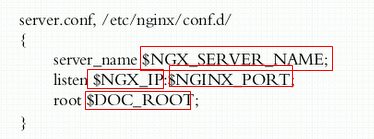 server.conf, /etc/nginx/conf.d/
{
server_name $NGX_SERVER_NAME;
listen $NGX_IP:$NGINX_PORT;
root $DOC_ROOT;
}